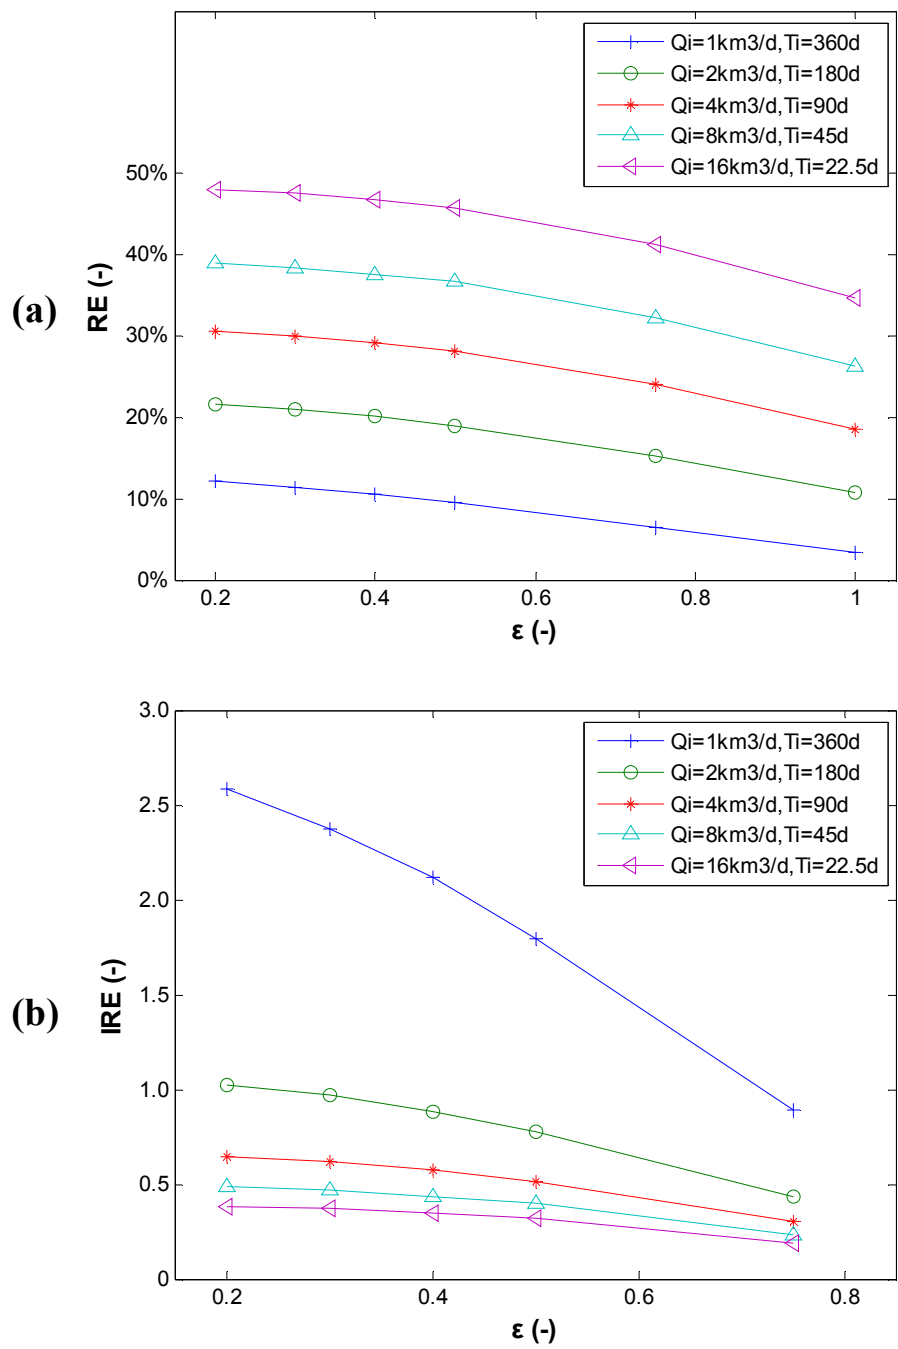 Qi=1km3/d,Ti=360d
Qi=2km3/d,Ti=180d
Qi=4km3/d,Ti=90d
Qi=8km3/d,Ti=45d
Qi=16km3/d,Ti=22.5d
50%
40%
30%
20%
10%
0%
RE (-)
(a)
0.2
0.4
0.6
0.8
1
ε (-)
Qi=1km3/d,Ti=360d
Qi=2km3/d,Ti=180d
Qi=4km3/d,Ti=90d
Qi=8km3/d,Ti=45d
Qi=16km3/d,Ti=22.5d
3.0
2.5
2.0
1.5
1.0
0.5
0
IRE (-)
(b)
0.2
0.4
0.6
0.8
ε (-)